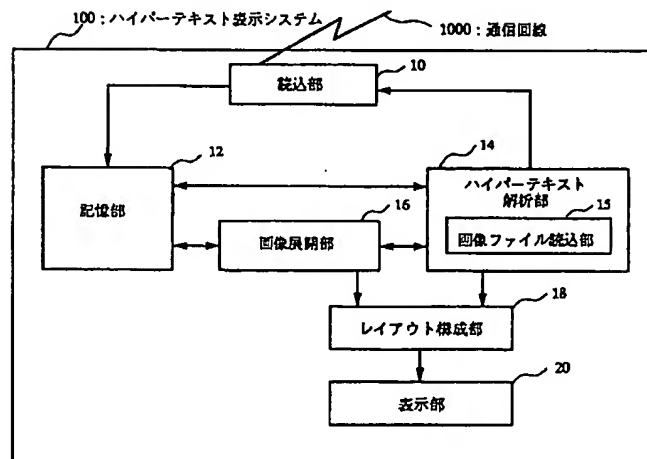 100：ハイパーテキスト表示システム
1000：通信回線
10
読込部
12
記憶部
14
ハイパーテキスト
解析部
15
画像ファイル読込部
16
画像展開部
18
レイアウト構成部
20
表示部